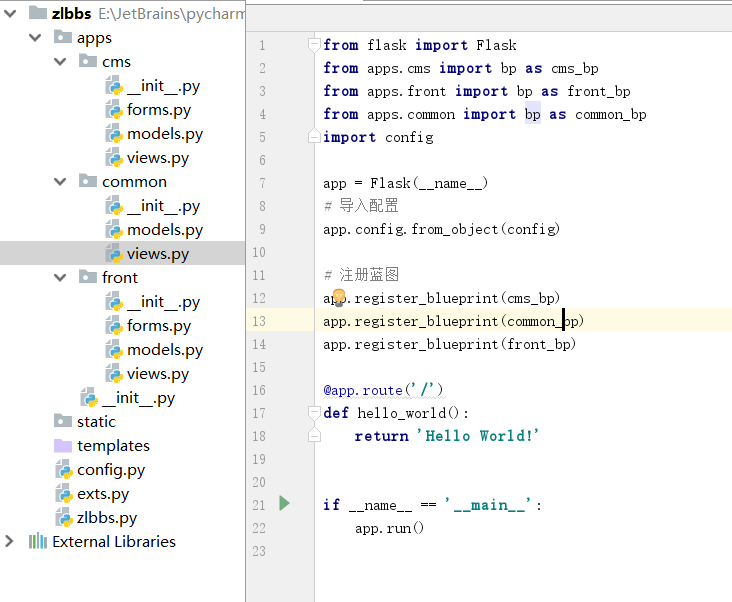 zlbbs E:\JetBrains\pycharm
apps
cms
__init__.py
forms.py
models.py
views.py
common
__init__.py
models.py
views.py
front
__init__.py
forms.py
models.py
views.py
__init__.py
static
templates
config.py
exts.py
zlbbs.py
External Libraries
1 from flask import Flask
2 from apps.cms import bp as cms_bp
3 from apps.front import bp as front_bp
4 from apps.common import bp as common_bp
5 import config
6
7 app = Flask(__name__)
8 # 导入配置
9 app.config.from_object(config)
10
11 # 注册蓝图
12 app.register_blueprint(cms_bp)
13 app.register_blueprint(common_bp)
14 app.register_blueprint(front_bp)
15
16 @app.route('/')
17 def hello_world():
18     return 'Hello World!'
19
20
21 if __name__ == '__main__':
22     app.run()
23